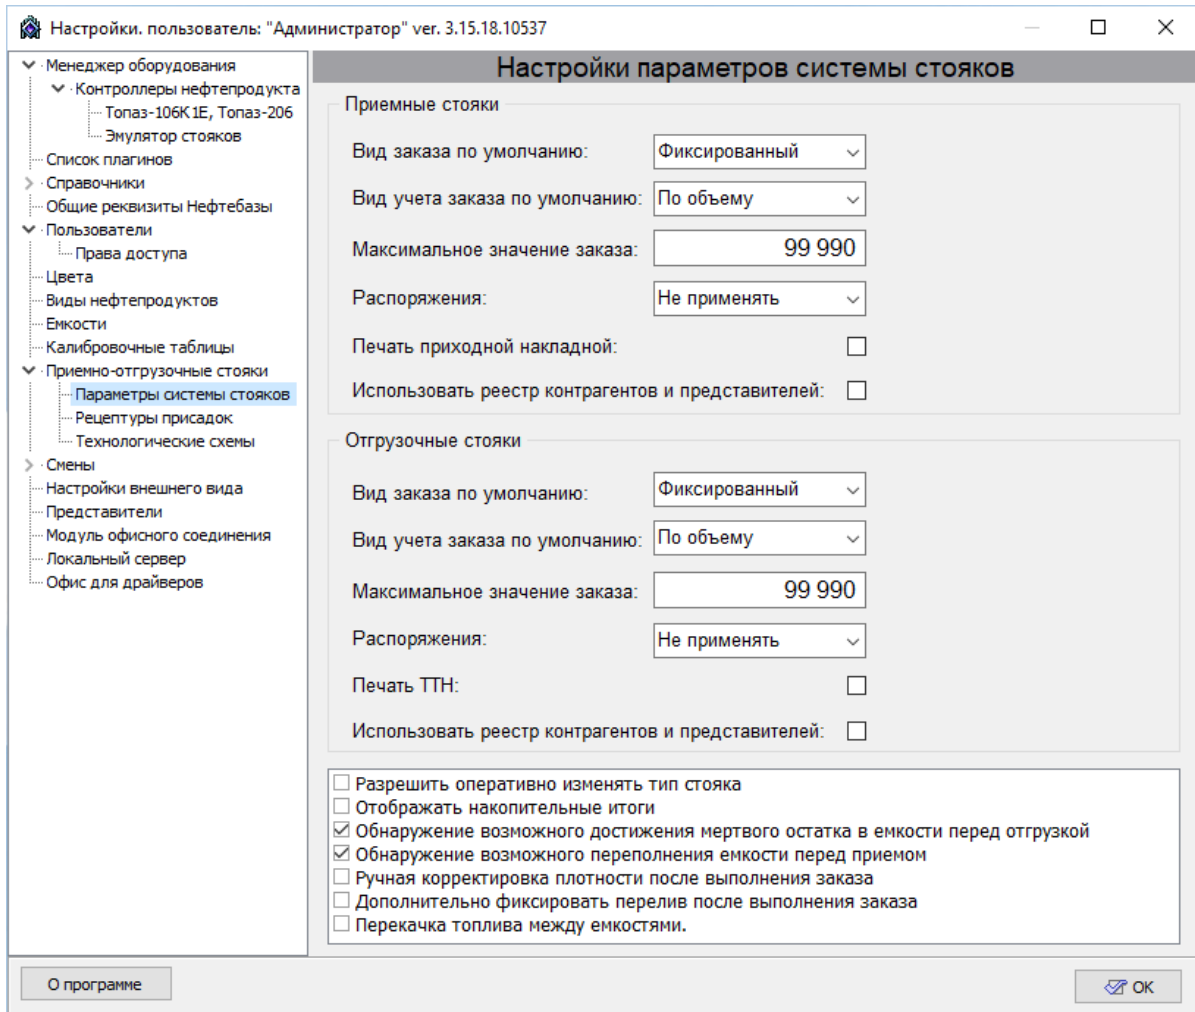 Настройки. пользователь: "Администратор" ver. 3.15.18.10537
Менеджер оборудования
Контроллеры нефтепродукта
Топаз-106К1Е, Топаз-206
Эмулятор стояков
Список плагинов
Справочники
Общие реквизиты Нефтебазы
Пользователи
Права доступа
Цвета
Виды нефтепродуктов
Емкости
Калибровочные таблицы
Приемно-отгрузочные стояки
Параметры системы стояков
Рецептуры присадок
Технологические схемы
Смены
Настройки внешнего вида
Представители
Модуль офисного соединения
Локальный сервер
Офис для драйверов
Настройки параметров системы стояков
Приемные стояки
Вид заказа по умолчанию: Фиксированный
Вид учета заказа по умолчанию: По объему
Максимальное значение заказа: 99 990
Распоряжения: Не применять
Печать приходной накладной:
Использовать реестр контрагентов и представителей:
Отгрузочные стояки
Вид заказа по умолчанию: Фиксированный
Вид учета заказа по умолчанию: По объему
Максимальное значение заказа: 99 990
Распоряжения: Не применять
Печать ТТН:
Использовать реестр контрагентов и представителей:
Разрешить оперативно изменять тип стояка
Отображать накопительные итоги
Обнаружение возможного достижения мертвого остатка в емкости перед отгрузкой
Обнаружение возможного переполнения емкости перед приемом
Ручная корректировка плотности после выполнения заказа
Дополнительно фиксировать перелив после выполнения заказа
Перекачка топлива между емкостями.
О программе
OK